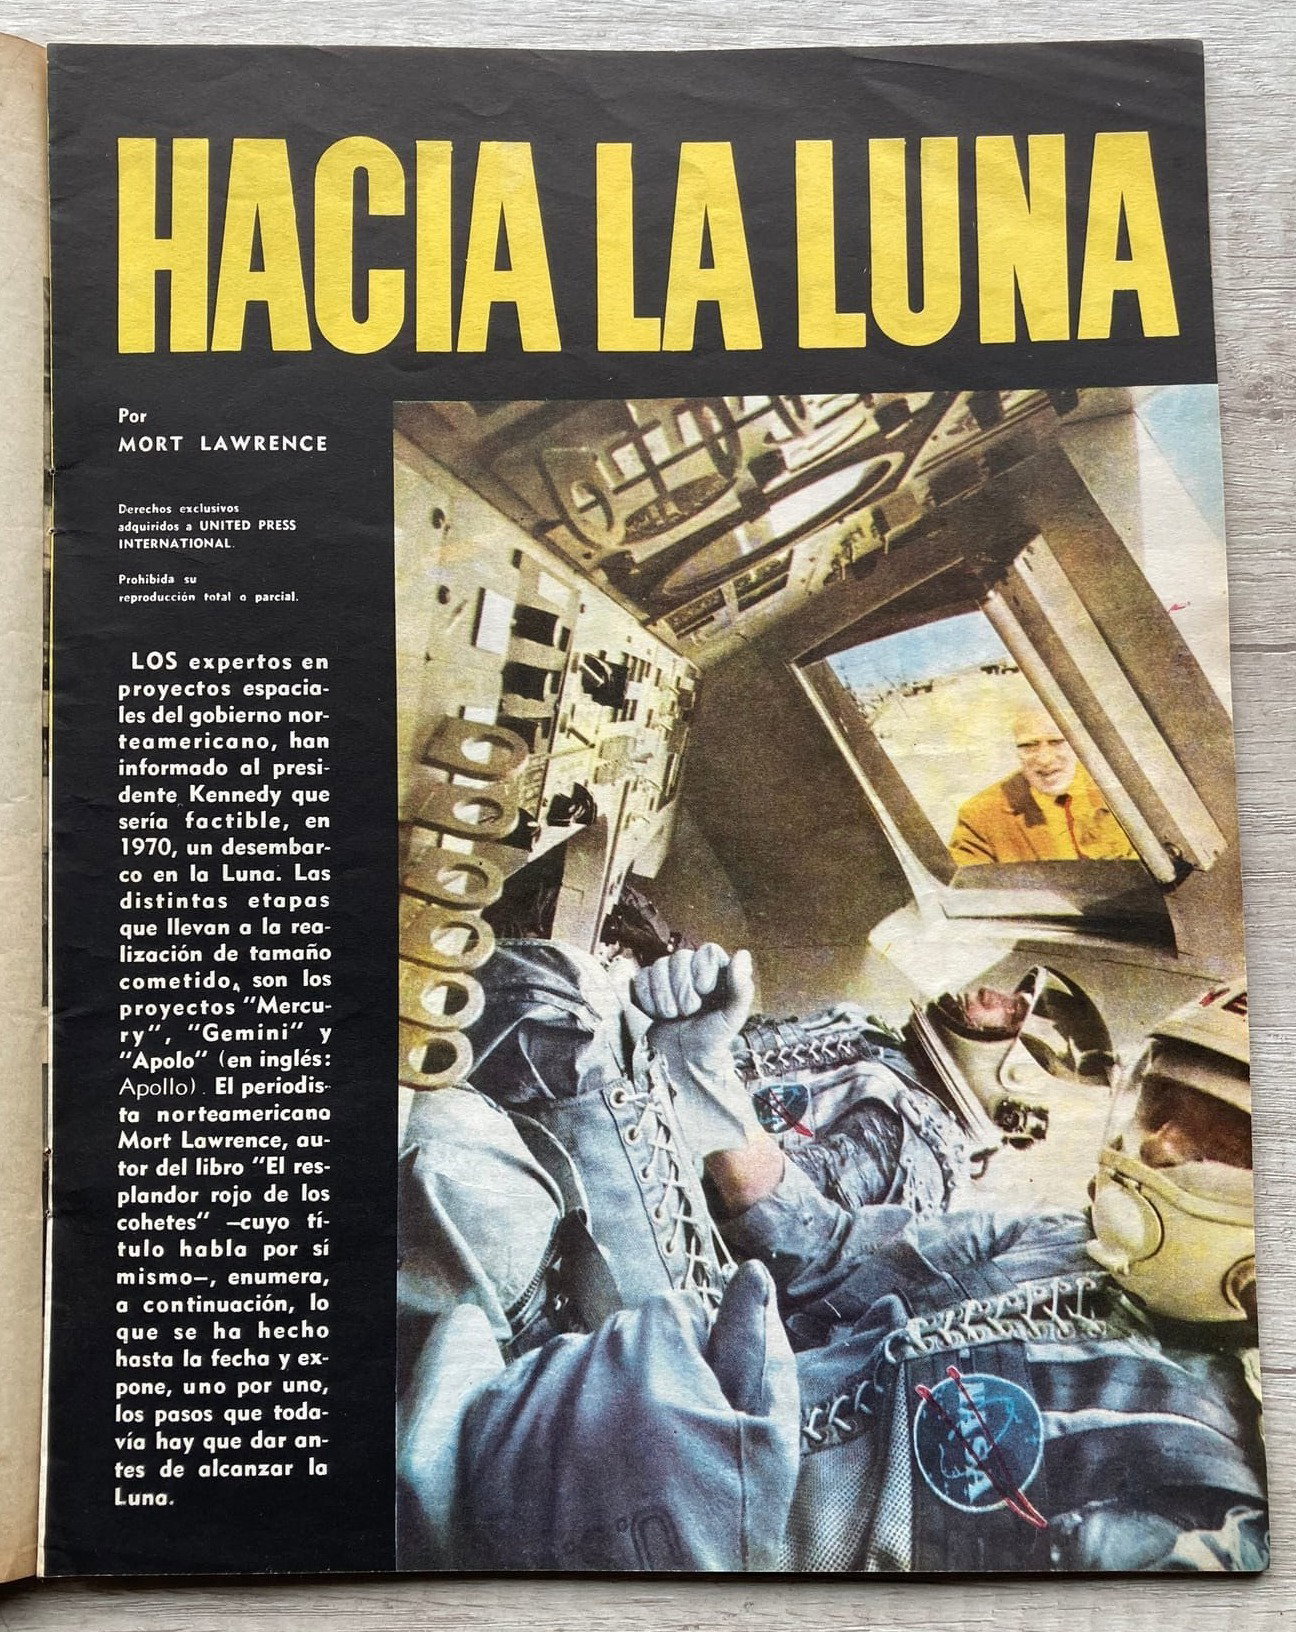 HACIA LA LUNA
Por
MORT LAWRENCE
Derechos exclusivos
adquiridos a UNITED PRESS
INTERNATIONAL.
Prohibida su
reproducción total o parcial.
LOS expertos en
proyectos espacia-
les del gobierno nor-
teamericano, han
informado al presi-
dente Kennedy que
sería factible, en
1970, un desembar-
co en la Luna. Las
distintas etapas
que llevan a la rea-
lización de tamaño
cometido, son los
proyectos "Mercu-
ry", "Gemini" y
"Apolo" (en inglés:
Apollo). El periodis-
ta norteamericano
Mort Lawrence, au-
tor del libro "El res-
plandor rojo de los
cohetes" —cuyo tí-
tulo habla por sí
mismo—, enumera,
a continuación, lo
que se ha hecho
hasta la fecha y ex-
pone, uno por uno,
los pasos que toda-
vía hay que dar an-
tes de alcanzar la
Luna.
NASA